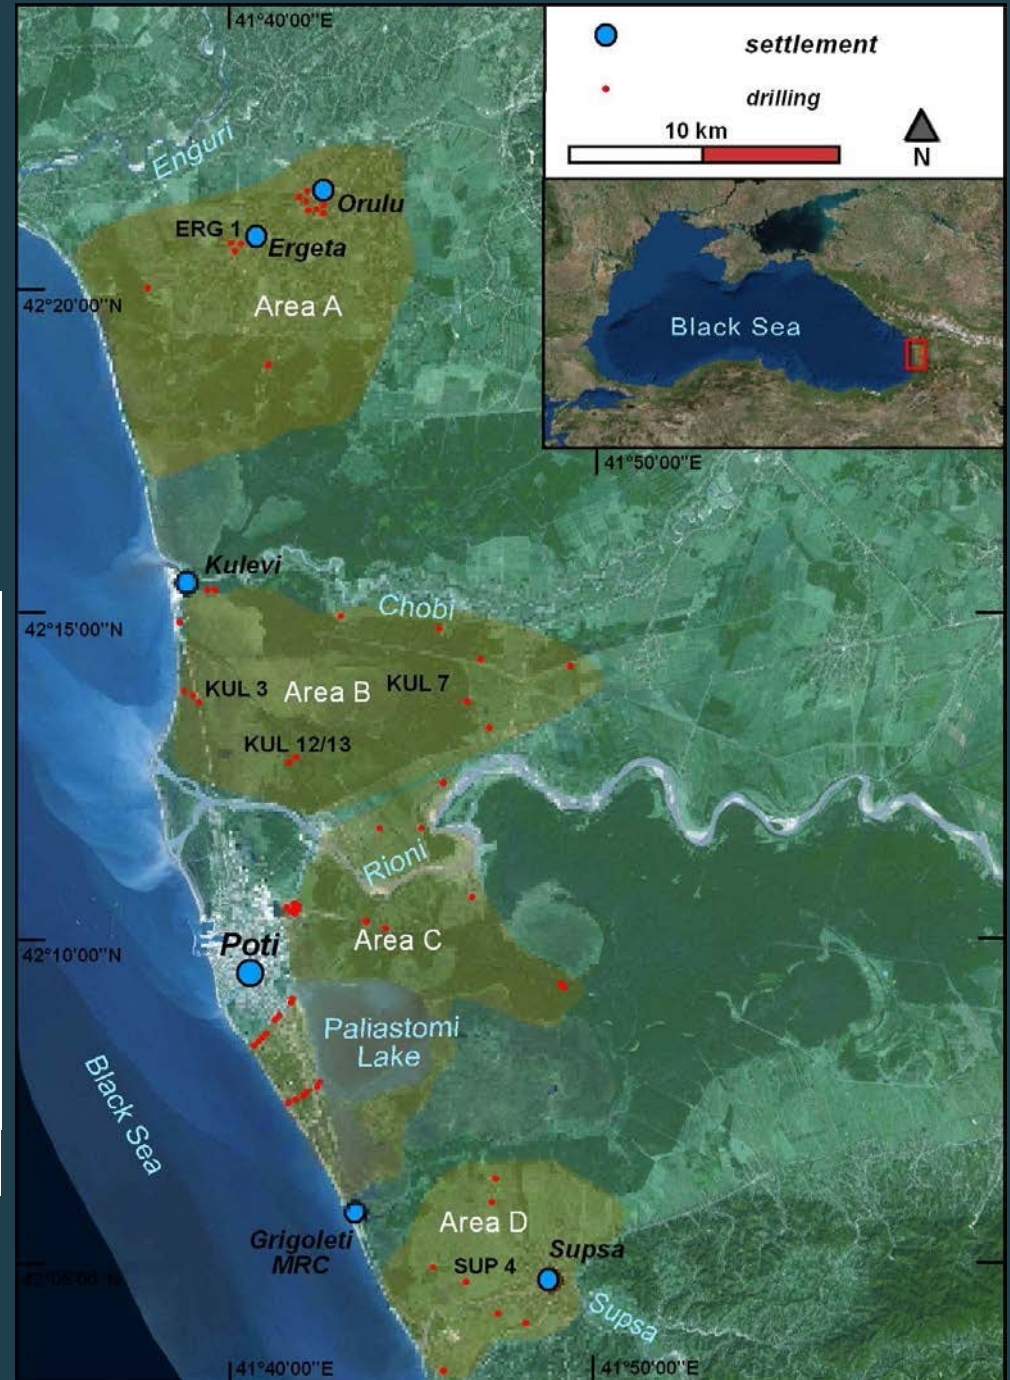 41°40'00''E
settlement
drilling
10 km
N
Enguri
Orulu
ERG 1
Ergeta
42°20'00''N
Area A
Black Sea
41°50'00''E
Kulevi
Chobi
42°15'00''N
KUL 3
Area B
KUL 7
KUL 12/13
Rioni
Area C
Poti
42°10'00''N
Paliastomi
Lake
Black Sea
Area D
Grigoleti
MRC
SUP 4
Supsa
42°05'00''N
Supsa
41°40'00''E
41°50'00''E